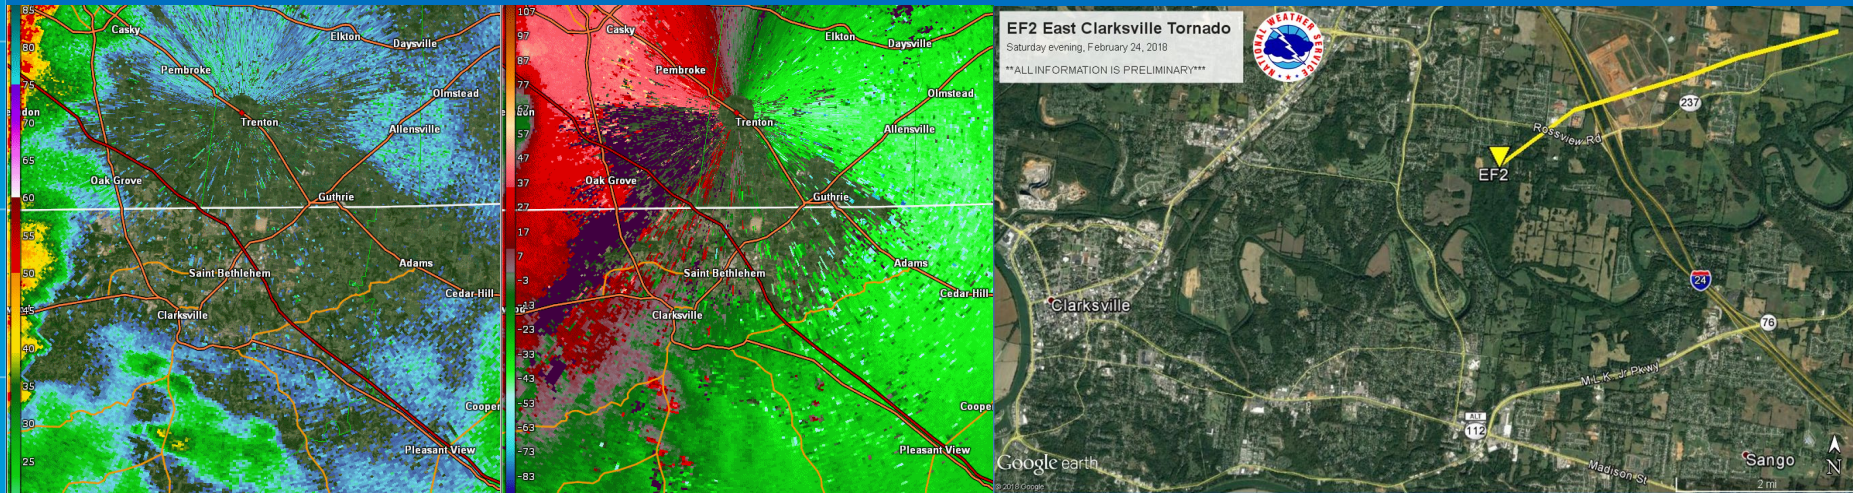 85
80
75
70
65
60
55
50
45
40
35
30
25
Casky
Elkton
Daysville
Pembroke
Olmstead
don
Trenton
Allensville
Oak Grove
Guthrie
Saint Bethlehem
Adams
Cedar Hill
Clarksville
Cooper
Pleasant View
107
97
87
77
67
57
47
37
27
17
7
-3
-13
-23
-33
-43
-53
-63
-73
-83
Casky
Elkton
Daysville
Pembroke
Olmstead
Trenton
Allensville
Oak Grove
Guthrie
Saint Bethlehem
Adams
Cedar Hill
Clarksville
Coope
Pleasant View
EF2 East Clarksville Tornado
Saturday evening, February 24, 2018
**ALL INFORMATION IS PRELIMINARY***
NATIONAL WEATHER SERVICE
237
Rossview Rd
EF2
24
Clarksville
76
M.L.K. Jr Pkwy
ALT
112
Madison St
Sango
N
2 mi
Google earth
© 2018 Google